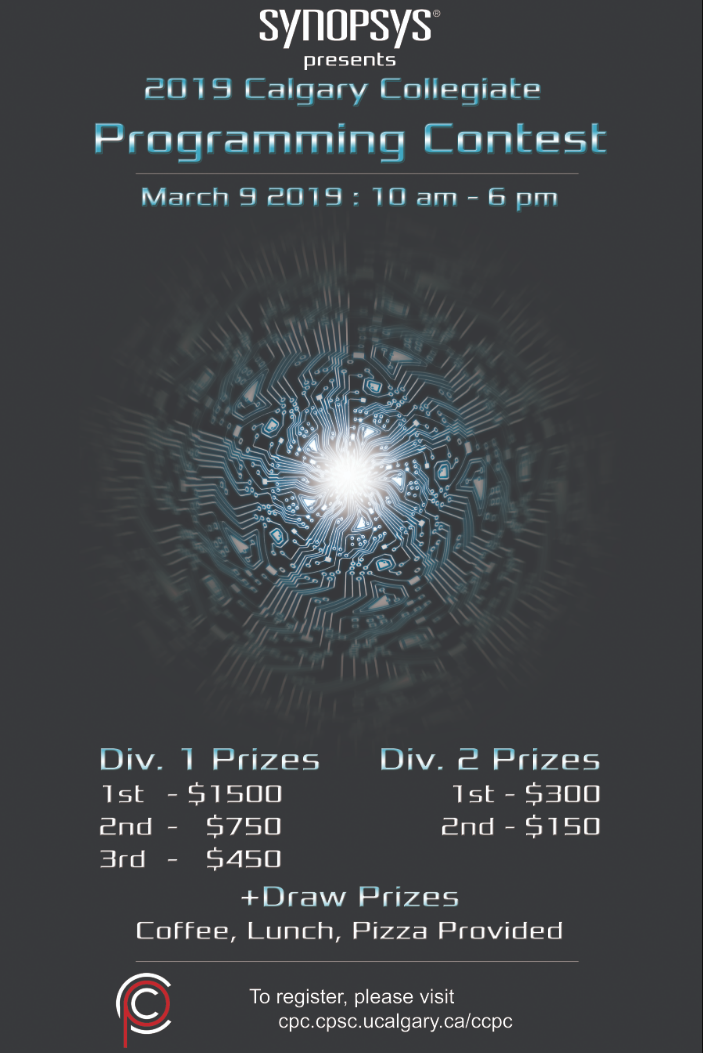 SYNOPSYS®
presents
2019 Calgary Collegiate
Programming Contest
March 9 2019 : 10 am - 6 pm
Div. 1 Prizes
1st - $1500
2nd - $750
3rd - $450
Div. 2 Prizes
1st - $300
2nd - $150
+Draw Prizes
Coffee, Lunch, Pizza Provided
To register, please visit
cpc.cpsc.ucalgary.ca/ccpc